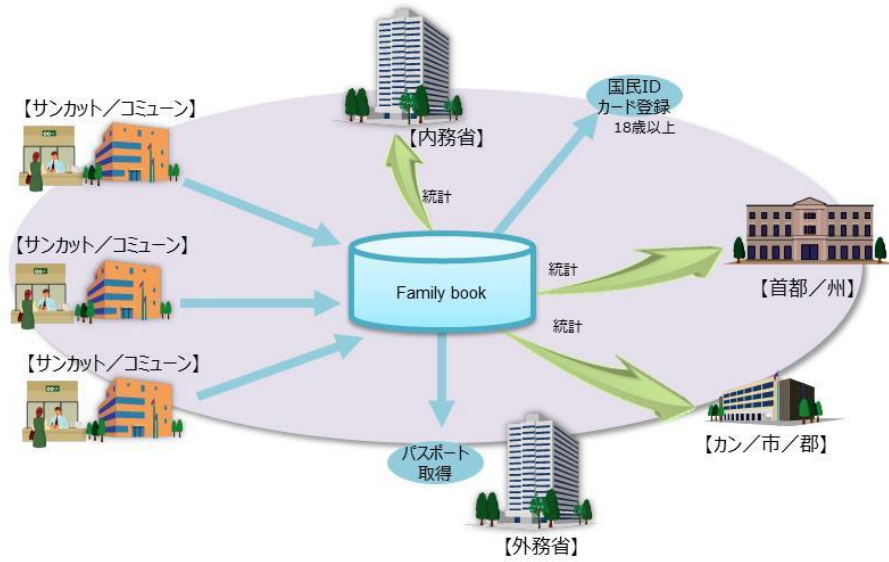 【サンカット／コミューン】
【内務省】
国民ID
カード登録
18歳以上
統計
【サンカット／コミューン】
Family book
統計
【首都／州】
統計
【サンカット／コミューン】
【カン／市／郡】
パスポート
取得
【外務省】